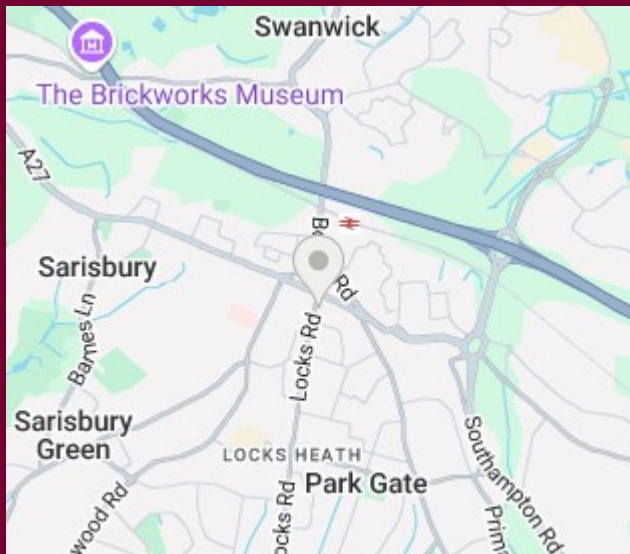 Swanwick
The Brickworks Museum
A27
Sarisbury
Rd
Barnes Ln
Locks Rd
Sarisbury
Green
LOCKS HEATH
Park Gate
Southampton Rd